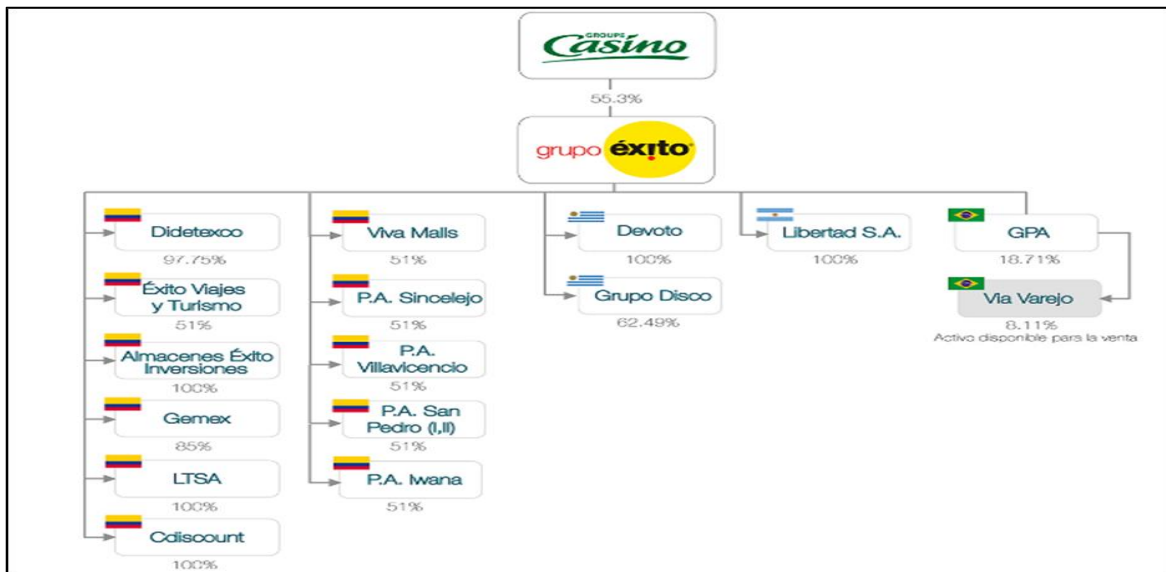 GROUPE
Casino
55.3%
grupo éxito
Didetexco
97.75%
Éxito Viajes
y Turismo
51%
Almacenes Éxito
Inversiones
100%
Gemex
85%
LTSA
100%
Cdiscount
100%
Viva Malls
51%
P.A. Sincelejo
51%
P.A.
Villavicencio
51%
P.A. San
Pedro (I,II)
51%
P.A. Iwana
51%
Devoto
100%
Grupo Disco
62.49%
Libertad S.A.
100%
GPA
18.71%
Via Varejo
8.11%
Activo disponible para la venta